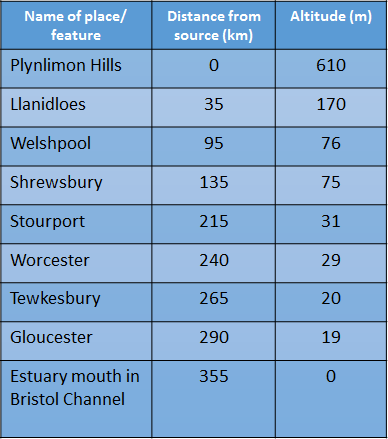 Name of place/ feature | Distance from source (km) | Altitude (m)
Plynlimon Hills | 0 | 610
Llanidloes | 35 | 170
Welshpool | 95 | 76
Shrewsbury | 135 | 75
Stourport | 215 | 31
Worcester | 240 | 29
Tewkesbury | 265 | 20
Gloucester | 290 | 19
Estuary mouth in Bristol Channel | 355 | 0